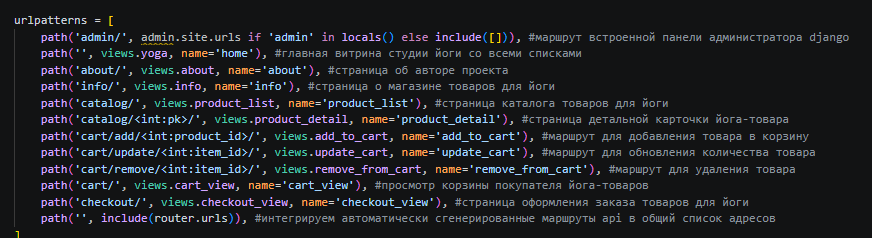 urlpatterns = [
    path('admin/', admin.site.urls if 'admin' in locals() else include([])), #маршрут встроенной панели администратора django
    path('', views.yoga, name='home'), #главная витрина студии йоги со всеми списками
    path('about/', views.about, name='about'), #страница об авторе проекта
    path('info/', views.info, name='info'), #страница о магазине товаров для йоги
    path('catalog/', views.product_list, name='product_list'), #страница каталога товаров для йоги
    path('catalog/<int:pk>/', views.product_detail, name='product_detail'), #страница детальной карточки йога-товара
    path('cart/add/<int:product_id>/', views.add_to_cart, name='add_to_cart'), #маршрут для добавления товара в корзину
    path('cart/update/<int:item_id>/', views.update_cart, name='update_cart'), #маршрут для обновления количества товара
    path('cart/remove/<int:item_id>/', views.remove_from_cart, name='remove_from_cart'), #маршрут для удаления товара
    path('cart/', views.cart_view, name='cart_view'), #просмотр корзины покупателя йога-товаров
    path('checkout/', views.checkout_view, name='checkout_view'), #страница оформления заказа товаров для йоги
    path('', include(router.urls)), #интегрируем автоматически сгенерированные маршруты api в общий список адресов
]